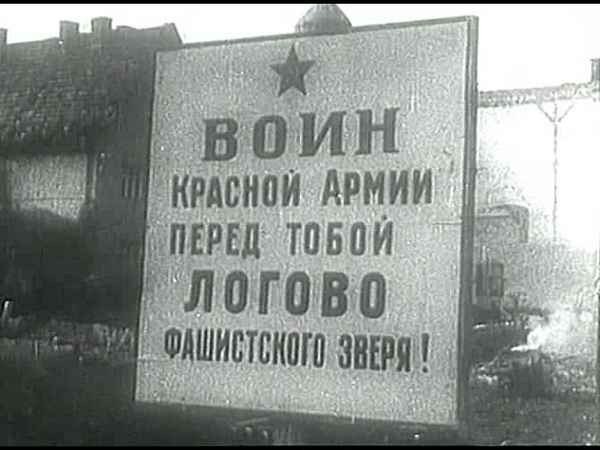 ВОИН
КРАСНОЙ АРМИИ
ПЕРЕД ТОБОЙ
ЛОГОВО
ФАШИСТСКОГО ЗВЕРЯ!